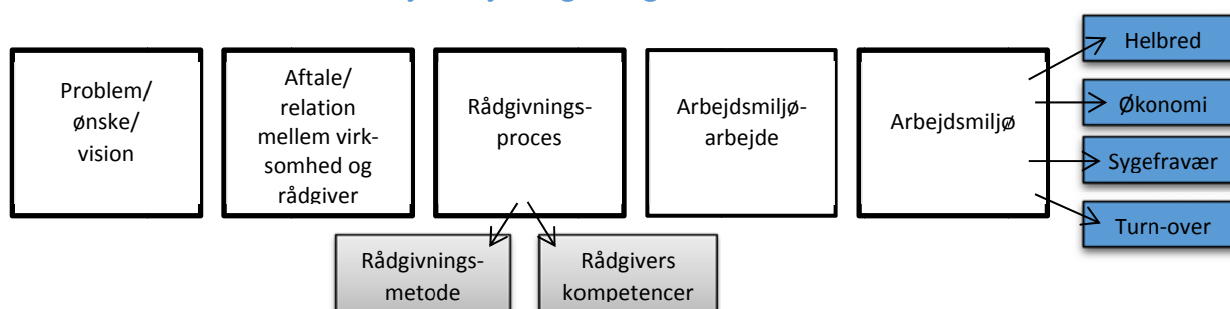 Problem/
ønske/
vision
Aftale/
relation
mellem virk-
somhed og
rådgiver
Rådgivnings-
proces
Arbejdsmiljø-
arbejde
Arbejdsmiljø
Helbred
Økonomi
Sygefravær
Turn-over
Rådgivnings-
metode
Rådgivers
kompetencer